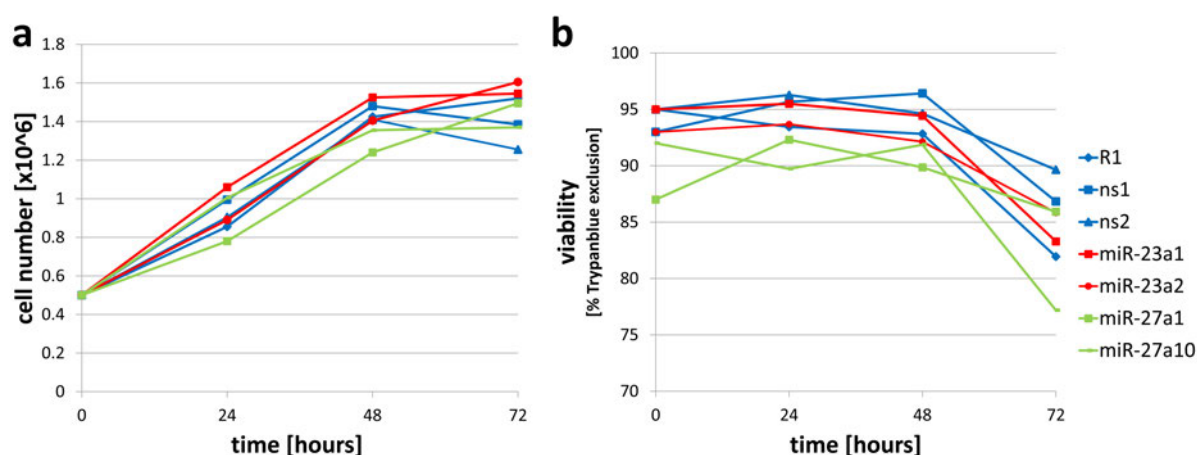 a
cell number [x10^6]
1.8
1.6
1.4
1.2
1
0.8
0.6
0.4
0.2
0
0
24
48
72
time [hours]
b
viability
[% Trypanblue exclusion]
100
95
90
85
80
75
70
0
24
48
72
time [hours]
R1
ns1
ns2
miR-23a1
miR-23a2
miR-27a1
miR-27a10